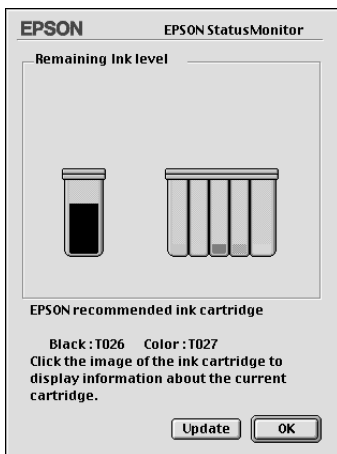 EPSON EPSON StatusMonitor
Remaining Ink level
EPSON recommended ink cartridge
Black : T026 Color : T027
Click the image of the ink cartridge to
display information about the current
cartridge.
Update OK